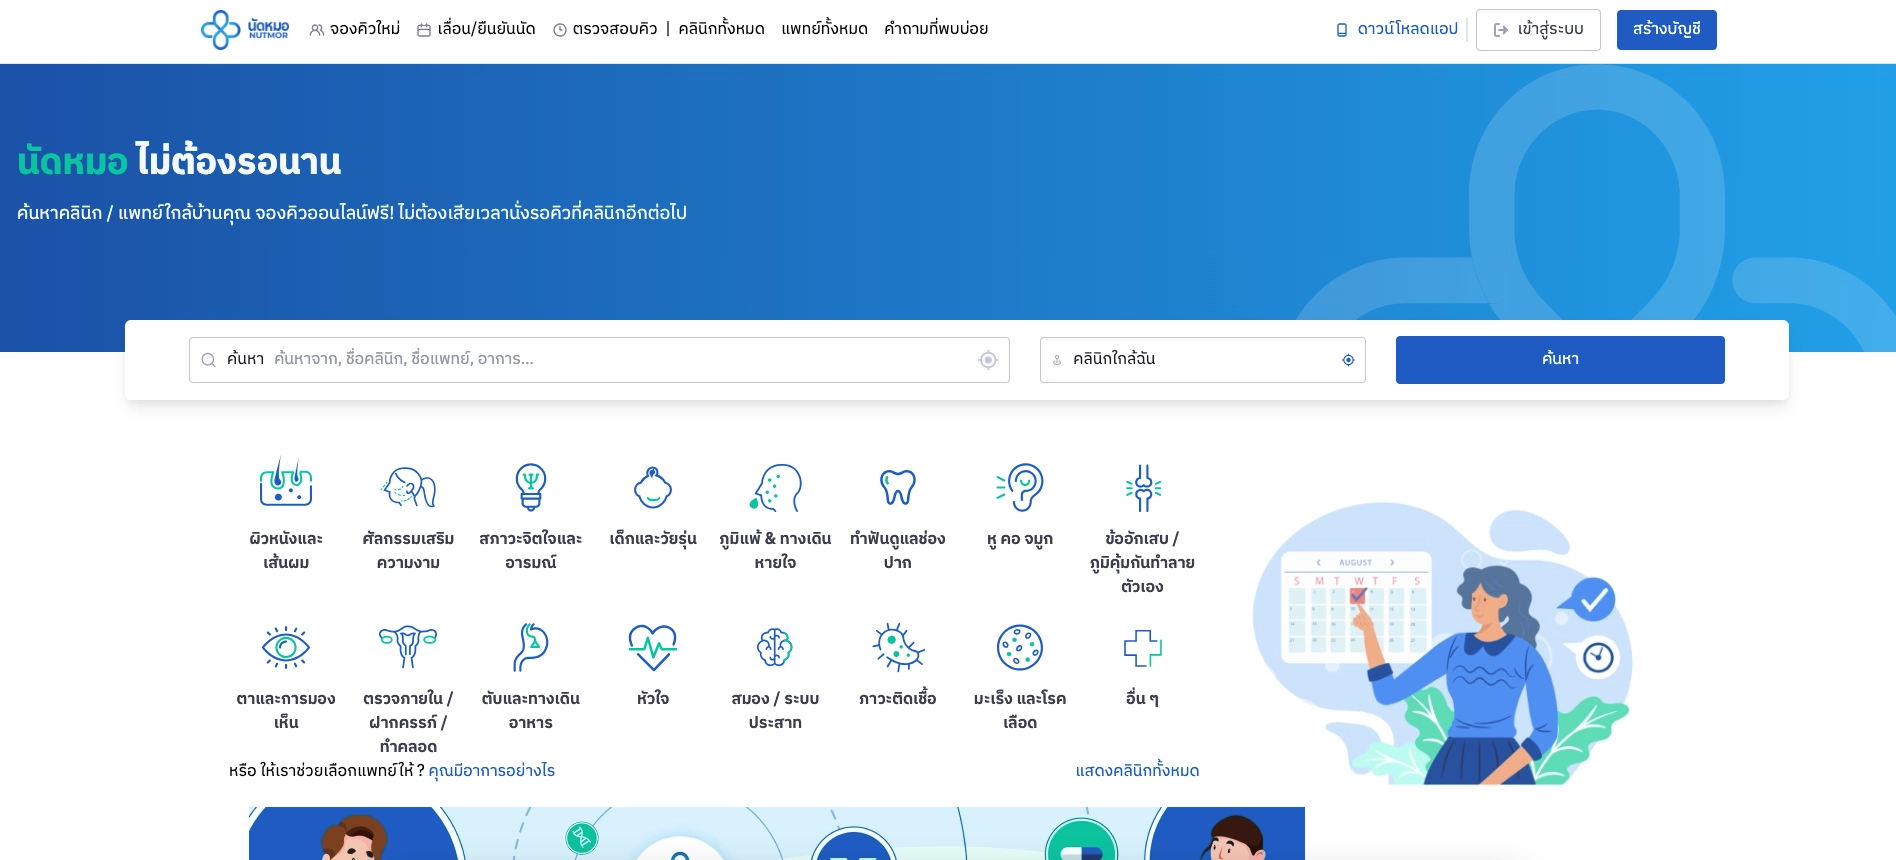 นัดหมอ
NUTMOR
จองคิวใหม่
เลื่อน/ยืนยันนัด
ตรวจสอบคิว | คลินิกทั้งหมด แพทย์ทั้งหมด คำถามที่พบบ่อย
ดาวน์โหลดแอป
เข้าสู่ระบบ
สร้างบัญชี
นัดหมอ ไม่ต้องรอนาน
ค้นหาคลินิก / แพทย์ใกล้บ้านคุณ จองคิวออนไลน์ฟรี! ไม่ต้องเสียเวลานั่งรอคิวที่คลินิกอีกต่อไป
ค้นหา ค้นหาจาก, ชื่อคลินิก, ชื่อแพทย์, อาการ...
คลินิกใกล้ฉัน
ค้นหา
ผิวหนังและ
เส้นผม
ศัลกรรมเสริม
ความงาม
สภาวะจิตใจและ
อารมณ์
เด็กและวัยรุ่น
ภูมิแพ้ & ทางเดิน
หายใจ
ทำฟันดูแลช่อง
ปาก
หู คอ จมูก
ข้ออักเสบ /
ภูมิคุ้มกันทำลาย
ตัวเอง
AUGUST
S M T W T F S
ตาและการมอง
เห็น
ตรวจภายใน /
ฝากครรภ์ /
ทำคลอด
ตับและทางเดิน
อาหาร
หัวใจ
สมอง / ระบบ
ประสาท
ภาวะติดเชื้อ
มะเร็ง และโรค
เลือด
อื่น ๆ
หรือ ให้เราช่วยเลือกแพทย์ให้ ? คุณมีอาการอย่างไร
แสดงคลินิกทั้งหมด